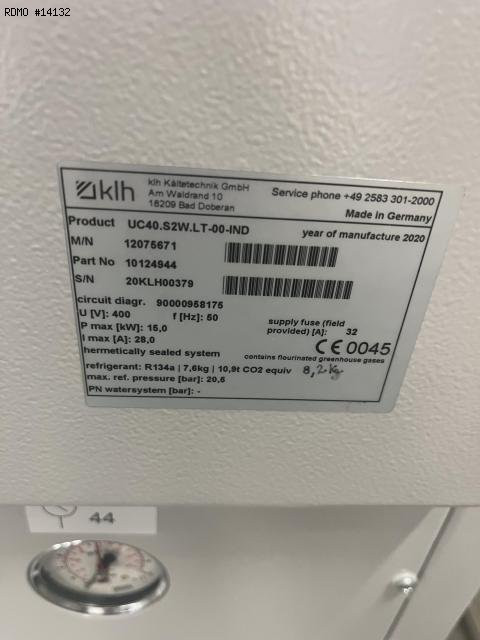 RDMO #14132
klh
klh Kältetechnik GmbH
Am Waldrand 10
18209 Bad Doberan
Service phone +49 2583 301-2000
Made in Germany
Product UC40.S2W.LT-00-IND
year of manufacture 2020
M/N 12075671
Part No 10124944
S/N 20KLH00379
circuit diagr. 90000958175
U [V]: 400 f [Hz]: 50
supply fuse (field
provided) [A]: 32
P max [kW]: 15,0
I max [A]: 28,0
CE 0045
hermetically sealed system
contains flourinated greenhouse gases
refrigerant: R134a | 7,6kg | 10,9t CO2 equiv 8,2kg
max. ref. pressure [bar]: 20,5
PN watersystem [bar]: -
44